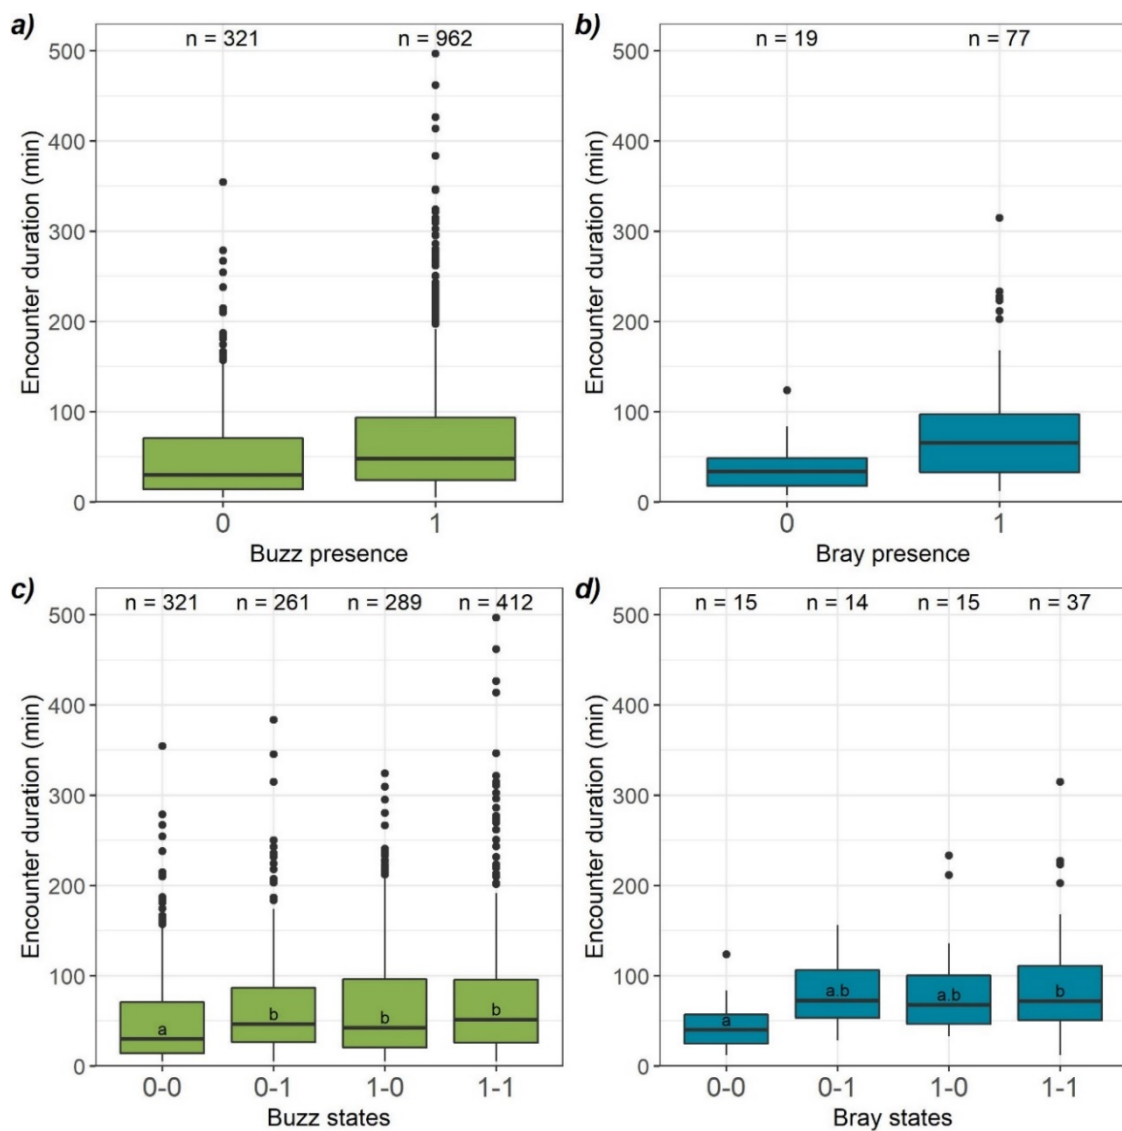 a)
n = 321
n = 962
500
400
300
200
100
0
Encounter duration (min)
0
1
Buzz presence
b)
n = 19
n = 77
500
400
300
200
100
0
Encounter duration (min)
0
1
Bray presence
c)
n = 321
n = 261
n = 289
n = 412
500
400
300
200
100
0
Encounter duration (min)
a
b
b
b
0-0
0-1
1-0
1-1
Buzz states
d)
n = 15
n = 14
n = 15
n = 37
500
400
300
200
100
0
Encounter duration (min)
a
a.b
a.b
b
0-0
0-1
1-0
1-1
Bray states